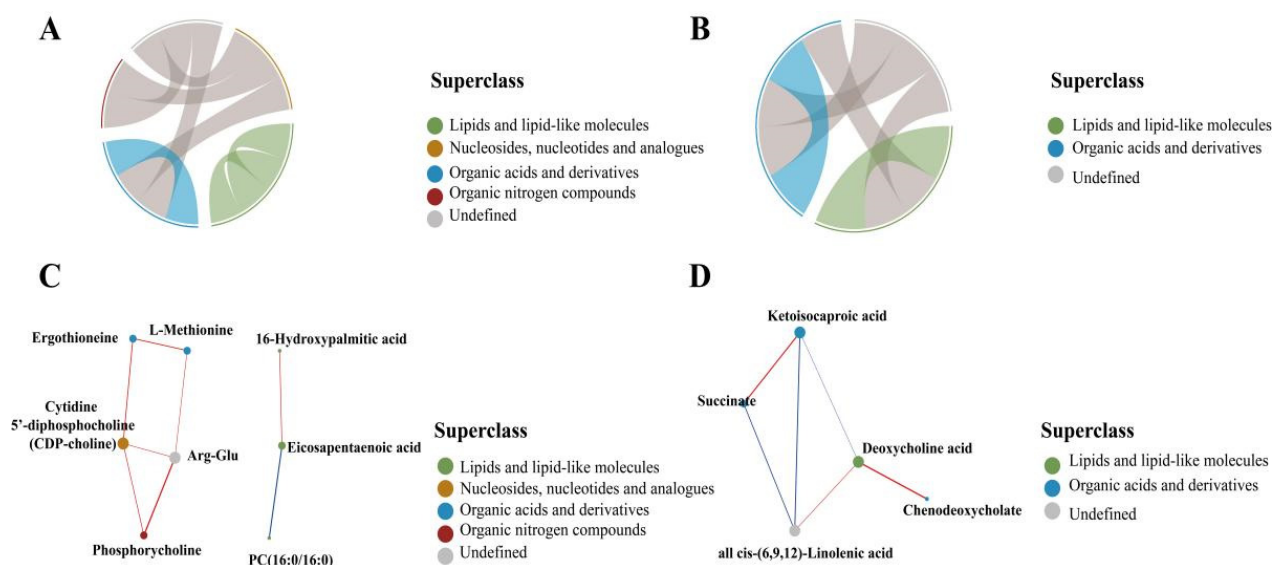 A
Superclass
Lipids and lipid-like molecules
Nucleosides, nucleotides and analogues
Organic acids and derivatives
Organic nitrogen compounds
Undefined
B
Superclass
Lipids and lipid-like molecules
Organic acids and derivatives
Undefined
C
Ergothioneine
L-Methionine
Cytidine
5'-diphosphocholine
(CDP-choline)
Arg-Glu
Phosphorycholine
16-Hydroxypalmitic acid
Eicosapentaenoic acid
PC(16:0/16:0)
Superclass
Lipids and lipid-like molecules
Nucleosides, nucleotides and analogues
Organic acids and derivatives
Organic nitrogen compounds
Undefined
D
Ketoisocaproic acid
Succinate
Deoxycholine acid
Chenodeoxycholate
all cis-(6,9,12)-Linolenic acid
Superclass
Lipids and lipid-like molecules
Organic acids and derivatives
Undefined